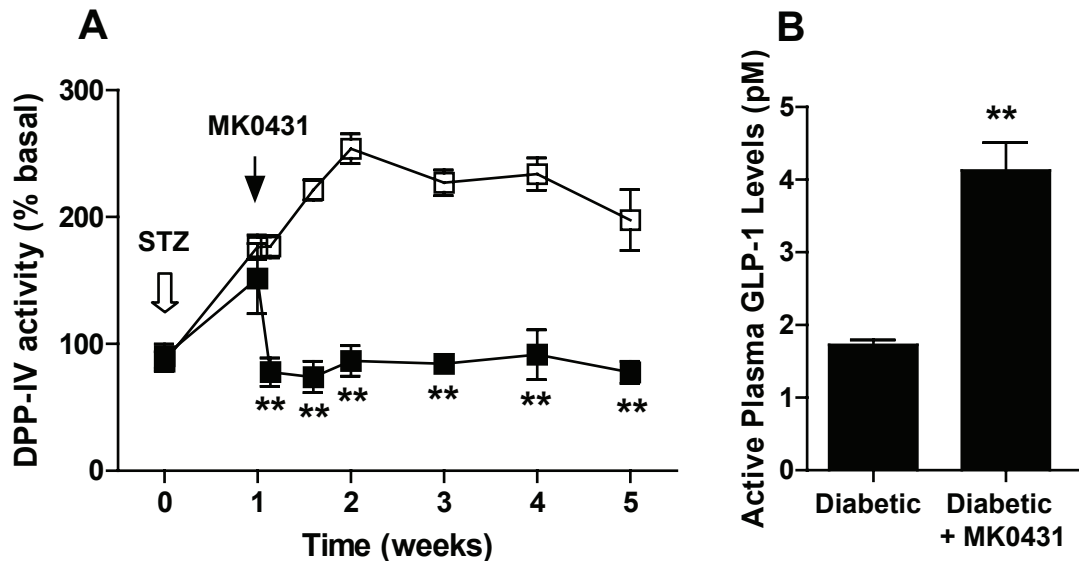 A
DPP-IV activity (% basal)
300
200
100
0
MK0431
STZ
**
**
**
**
**
**
0 1 2 3 4 5
Time (weeks)
B
Active Plasma GLP-1 Levels (pM)
5
4
3
2
1
0
**
Diabetic
Diabetic
+ MK0431